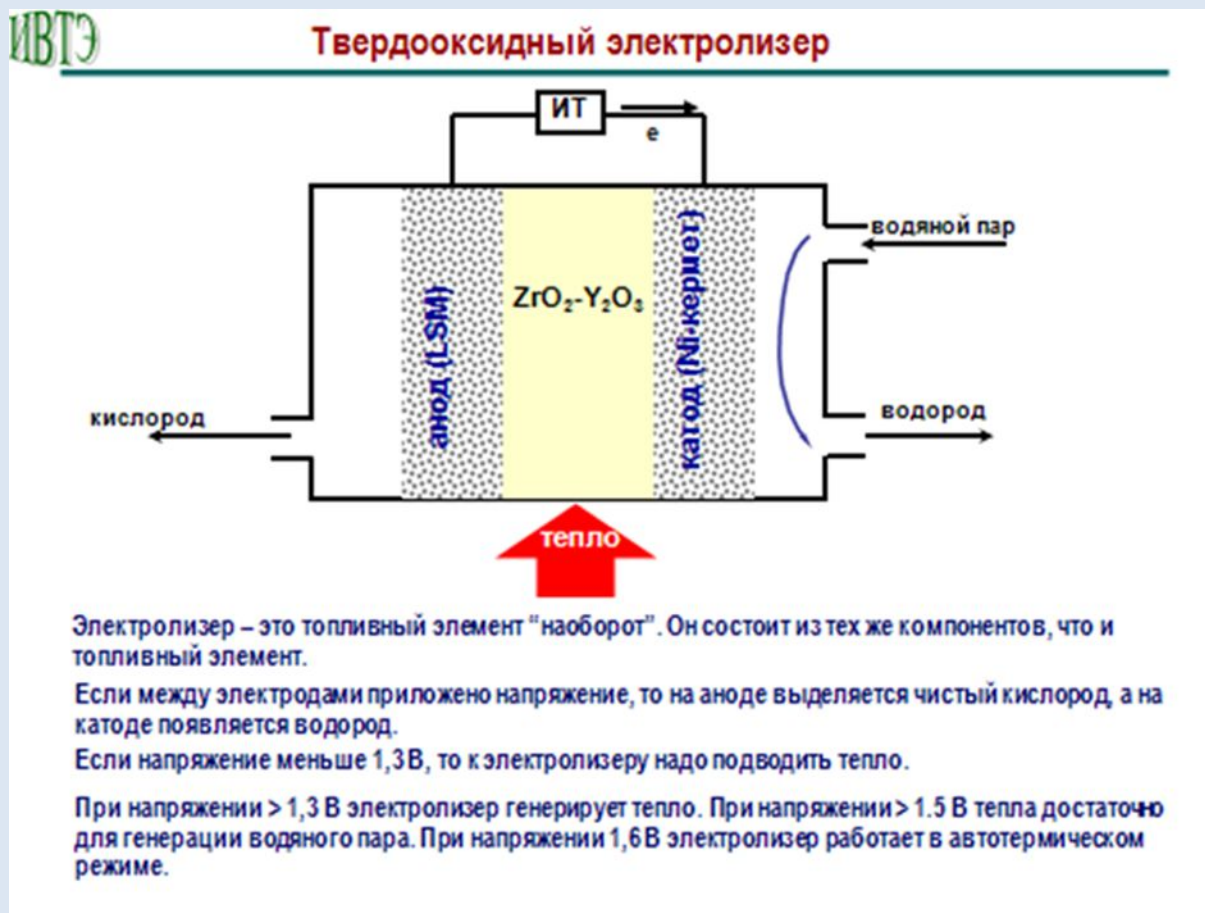 ИВТЭ
Твердооксидный электролизер
ИТ
e
водяной пар
ZrO₂-Y₂O₃
анод (LSM)
катод (Ni-кермет)
кислород
водород
тепло
Электролизер – это топливный элемент “наоборот”. Он состоит из тех же компонентов, что и
топливный элемент.
Если между электродами приложено напряжение, то на аноде выделяется чистый кислород, а на
катоде появляется водород.
Если напряжение меньше 1,3 В, то к электролизеру надо подводить тепло.
При напряжении > 1,3 В электролизер генерирует тепло. При напряжении > 1.5 В тепла достаточно
для генерации водяного пара. При напряжении 1,6 В электролизер работает в автотермическом
режиме.